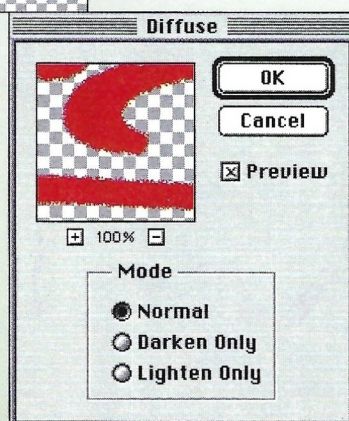 Diffuse
OK
Cancel
Preview
+ 100% -
Mode
Normal
Darken Only
Lighten Only